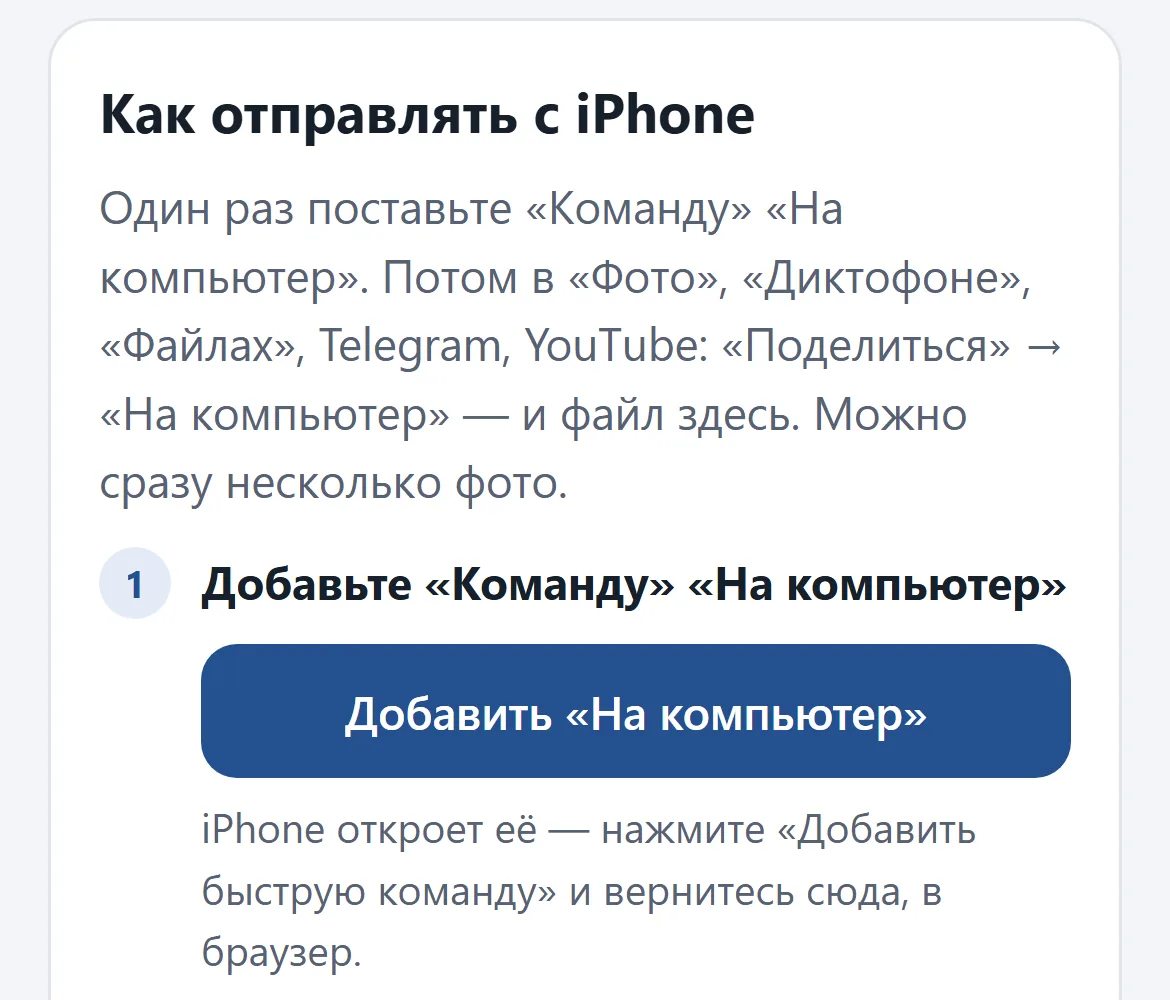 Как отправлять с iPhone
Один раз поставьте «Команду» «На
компьютер». Потом в «Фото», «Диктофоне»,
«Файлах», Telegram, YouTube: «Поделиться» →
«На компьютер» — и файл здесь. Можно
сразу несколько фото.
1 Добавьте «Команду» «На компьютер»
Добавить «На компьютер»
iPhone откроет её — нажмите «Добавить
быструю команду» и вернитесь сюда, в
браузер.